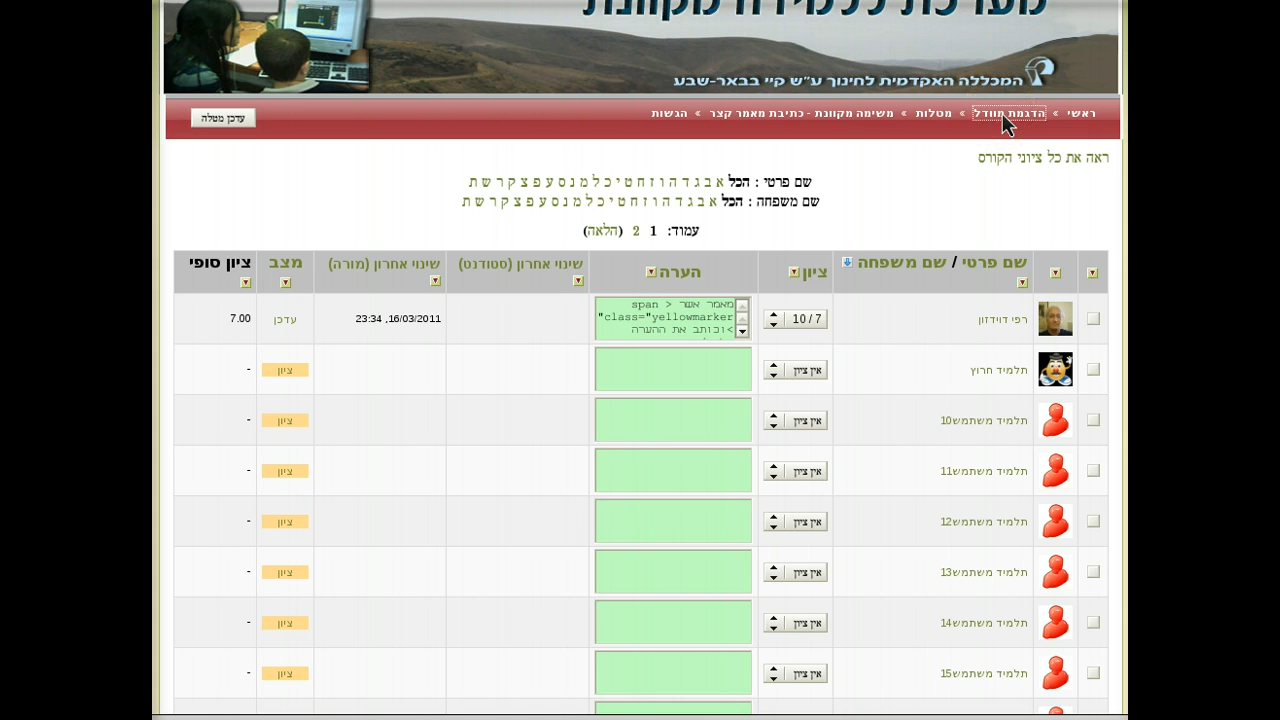 מערכת ללמידה מקוונת
המכללה האקדמית לחינוך ע״ש קיי בבאר-שבע
ראשי » הדגמת מוודל » מטלות » משימה מקוונת - כתיבת מאמר קצר » הגשות
עדכן מטלה
ראה את כל ציוני הקורס
שם פרטי : הכל א ב ג ד ה ו ז ח ט י כ ל מ נ ס ע פ צ ק ר ש ת
שם משפחה : הכל א ב ג ד ה ו ז ח ט י כ ל מ נ ס ע פ צ ק ר ש ת
עמוד: 1 2 (הלאה)
שם פרטי / שם משפחה ציון הערה שינוי אחרון (סטודנט) שינוי אחרון (מורה) מצב ציון סופי
רפי דוידזון 7 / 10 מאמר אשר < span class="yellowmarker" >וכותב את ההערה 16/03/2011, 23:34 עדכן 7.00
תלמיד חרוץ אין ציון ציון -
תלמיד משתמש10 אין ציון ציון -
תלמיד משתמש11 אין ציון ציון -
תלמיד משתמש12 אין ציון ציון -
תלמיד משתמש13 אין ציון ציון -
תלמיד משתמש14 אין ציון ציון -
תלמיד משתמש15 אין ציון ציון -